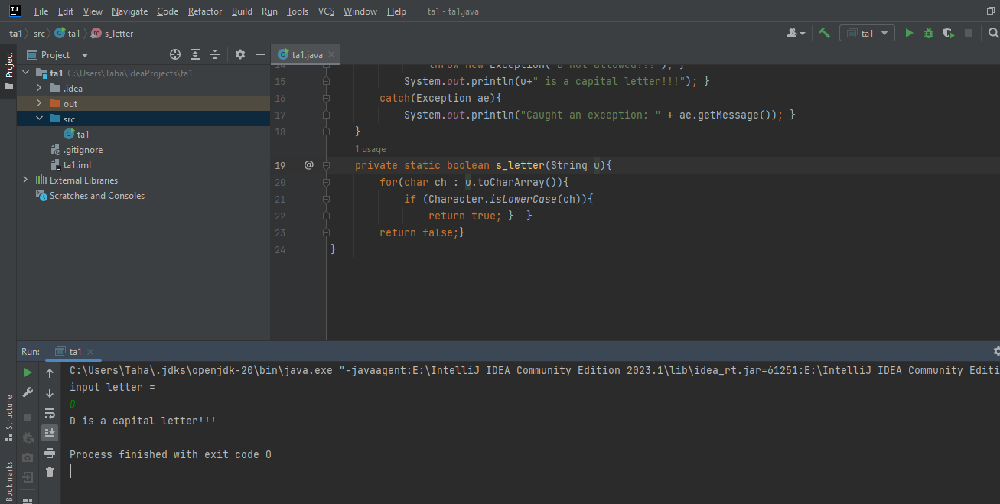 IJ File Edit View Navigate Code Refactor Build Run Tools VCS Window Help ta1 - ta1.java
ta1 src ta1 m s_letter ta1
Project
Project
ta1.java
ta1 C:\Users\Taha\IdeaProjects\ta1
.idea
out
src
ta1
.gitignore
ta1.iml
External Libraries
Scratches and Consoles
14 throw new Exception("D not allowed!!!"); }
15 System.out.println(u+" is a capital letter!!!"); }
16 catch(Exception ae){
17 System.out.println("Caught an exception: " + ae.getMessage()); }
18 }
1 usage
19 @ private static boolean s_letter(String u){
20 for(char ch : u.toCharArray()){
21 if (Character.isLowerCase(ch)){
22 return true; } }
23 return false;}
24 }
Run: ta1
C:\Users\Taha\.jdks\openjdk-20\bin\java.exe "-javaagent:E:\IntelliJ IDEA Community Edition 2023.1\lib\idea_rt.jar=61251:E:\IntelliJ IDEA Community Editi
input letter =
D
D is a capital letter!!!
Process finished with exit code 0
Structure
Bookmarks